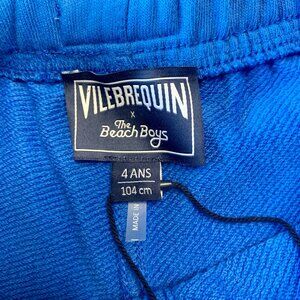 VILEBREQUIN
x
The
Beach Boys
4 ANS
104 cm
MADE IN